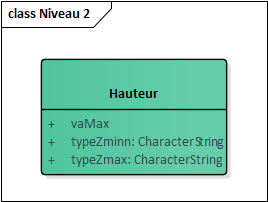 class Niveau 2
Hauteur
+ vaMax
+ typeZminn: CharacterString
+ typeZmax: CharacterString